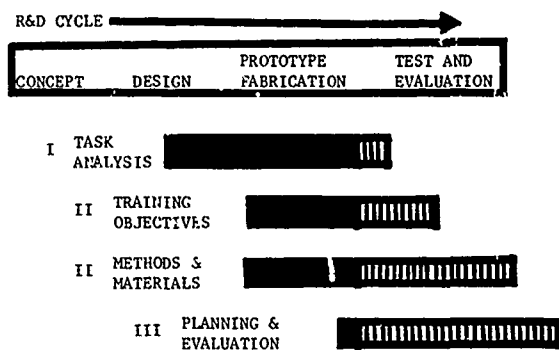 R&D CYCLE
CONCEPT DESIGN PROTOTYPE FABRICATION TEST AND EVALUATION
I TASK
ANALYSIS
II TRAINING
OBJECTIVES
II METHODS &
MATERIALS
III PLANNING &
EVALUATION